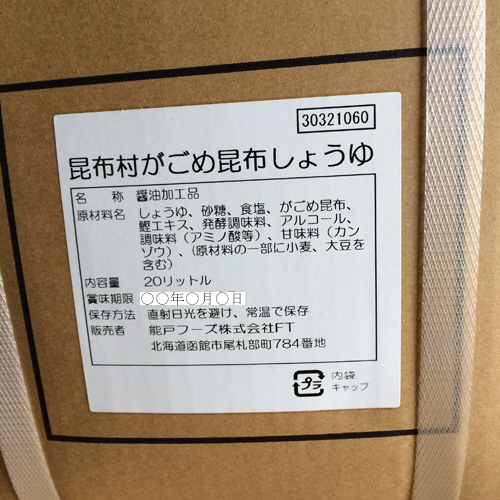 30321060
昆布村がごめ昆布しょうゆ
名 称 醤油加工品
原材料名 しょうゆ、砂糖、食塩、がごめ昆布、
鰹エキス、発酵調味料、アルコール、
調味料（アミノ酸等）、甘味料（カン
ゾウ）、（原材料の一部に小麦、大豆を
含む）
内容量 20リットル
賞味期限 〇〇年〇月〇日
保存方法 直射日光を避け、常温で保存
販売者 能戸フーズ株式会社FT
北海道函館市尾札部町784番地
プラ
内袋
キャップ